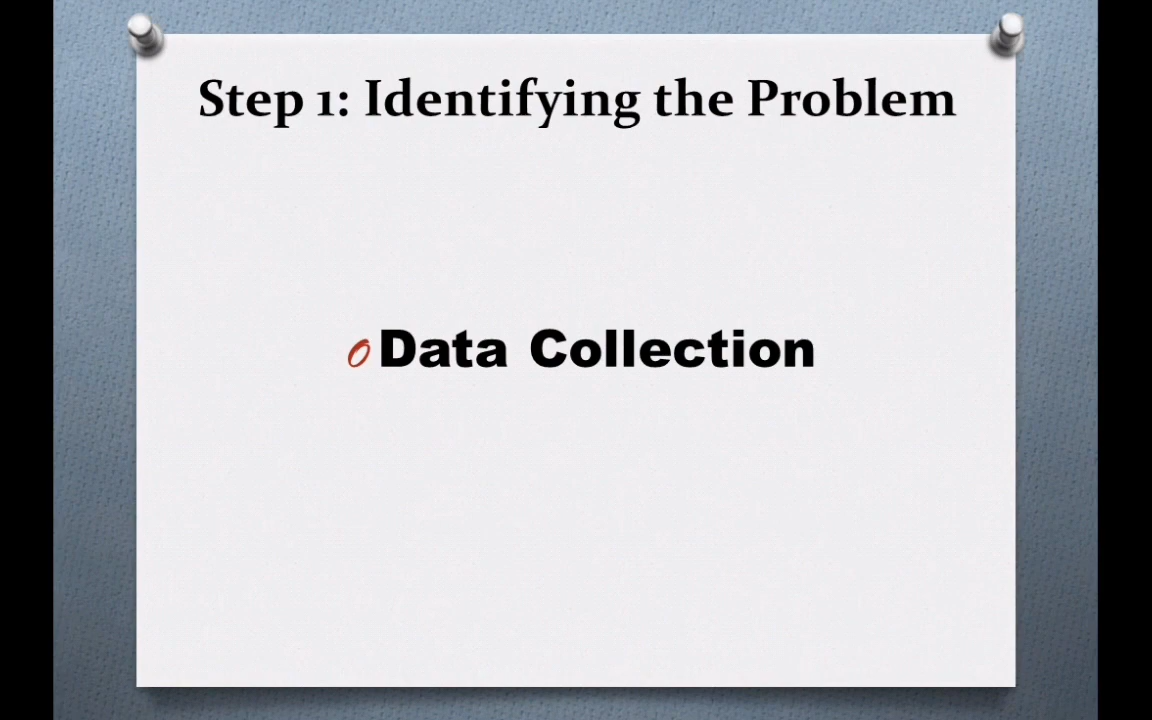 Step 1: Identifying the Problem
Data Collection